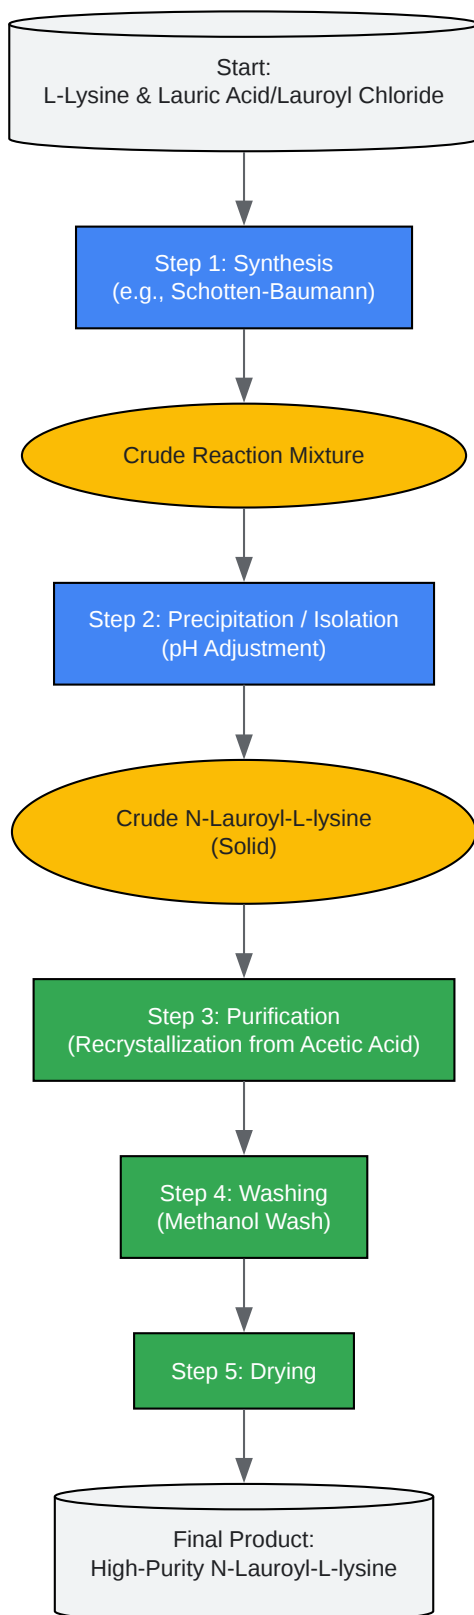 Start:
L-Lysine & Lauric Acid/Lauroyl Chloride
Step 1: Synthesis
(e.g., Schotten-Baumann)
Crude Reaction Mixture
Step 2: Precipitation / Isolation
(pH Adjustment)
Crude N-Lauroyl-L-lysine
(Solid)
Step 3: Purification
(Recrystallization from Acetic Acid)
Step 4: Washing
(Methanol Wash)
Step 5: Drying
Final Product:
High-Purity N-Lauroyl-L-lysine